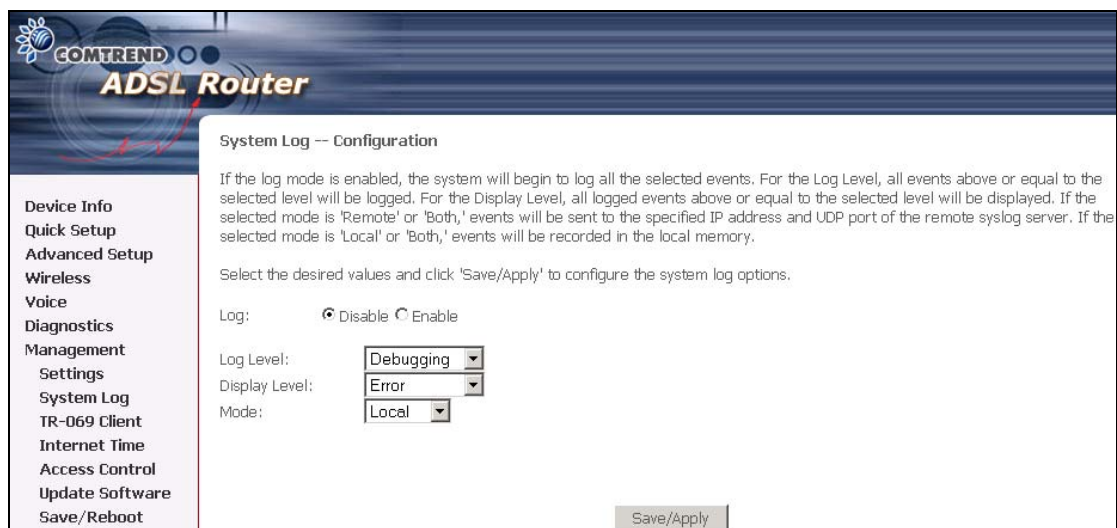 COMTREND
ADSL Router
Device Info
Quick Setup
Advanced Setup
Wireless
Voice
Diagnostics
Management
Settings
System Log
TR-069 Client
Internet Time
Access Control
Update Software
Save/Reboot
System Log -- Configuration
If the log mode is enabled, the system will begin to log all the selected events. For the Log Level, all events above or equal to the
selected level will be logged. For the Display Level, all logged events above or equal to the selected level will be displayed. If the
selected mode is 'Remote' or 'Both,' events will be sent to the specified IP address and UDP port of the remote syslog server. If the
selected mode is 'Local' or 'Both,' events will be recorded in the local memory.
Select the desired values and click 'Save/Apply' to configure the system log options.
Log: Disable Enable
Log Level: Debugging
Display Level: Error
Mode: Local
Save/Apply